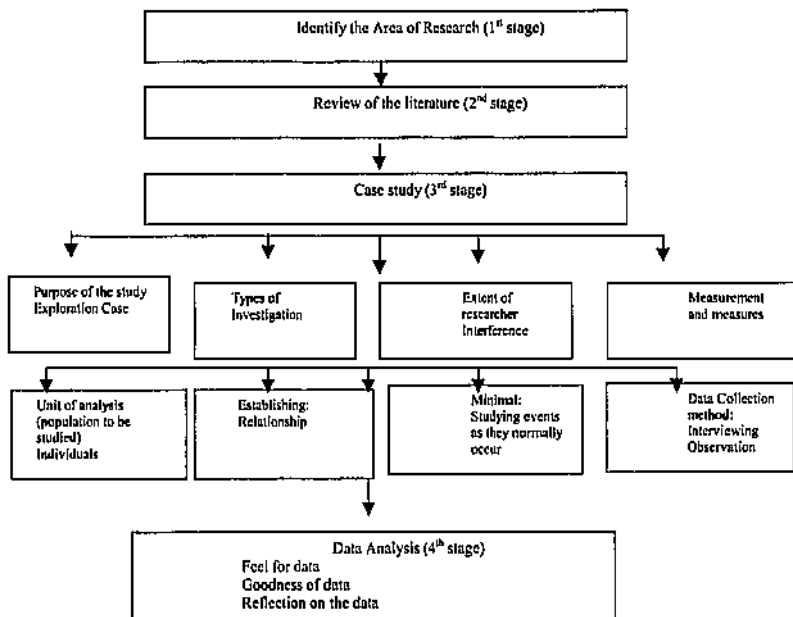 Identify the Area of Research (1st stage)
Review of the literature (2nd stage)
Case study (3rd stage)
Purpose of the study
Exploration Case
Types of
Investigation
Extent of
researcher
Interference
Measurement
and measures
Unit of analysis
(population to be
studied)
Individuals
Establishing:
Relationship
Minimal:
Studying events
as they normally
occur
Data Collection
method:
Interviewing
Observation
Data Analysis (4th stage)
Feel for data
Goodness of data
Reflection on the data